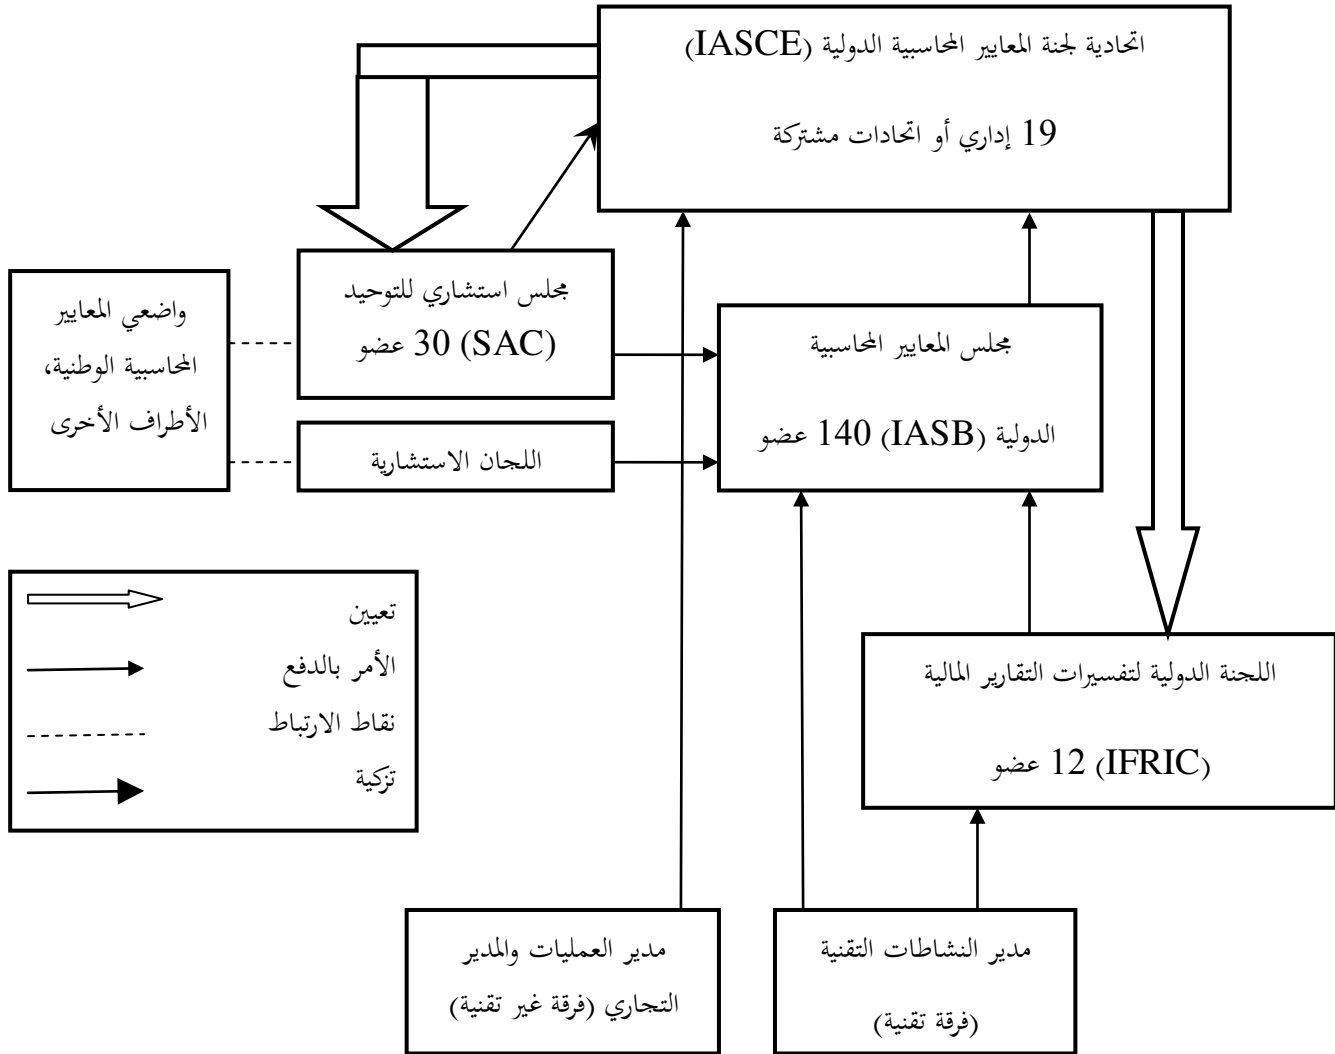 اتحادية لجنة المعايير المحاسبية الدولية (IASCE)
19 إداري أو اتحادات مشتركة
مجلس استشاري للتوحيد
(SAC) 30 عضو
واضعي المعايير
المحاسبية الوطنية،
الأطراف الأخرى
مجلس المعايير المحاسبية
الدولية (IASB) 140 عضو
اللجان الاستشارية
تعيين
الأمر بالدفع
نقاط الارتباط
تزكية
اللجنة الدولية لتفسيرات التقارير المالية
(IFRIC) 12 عضو
مدير العمليات والمدير
التجاري (فرقة غير تقنية)
مدير النشاطات التقنية
(فرقة تقنية)